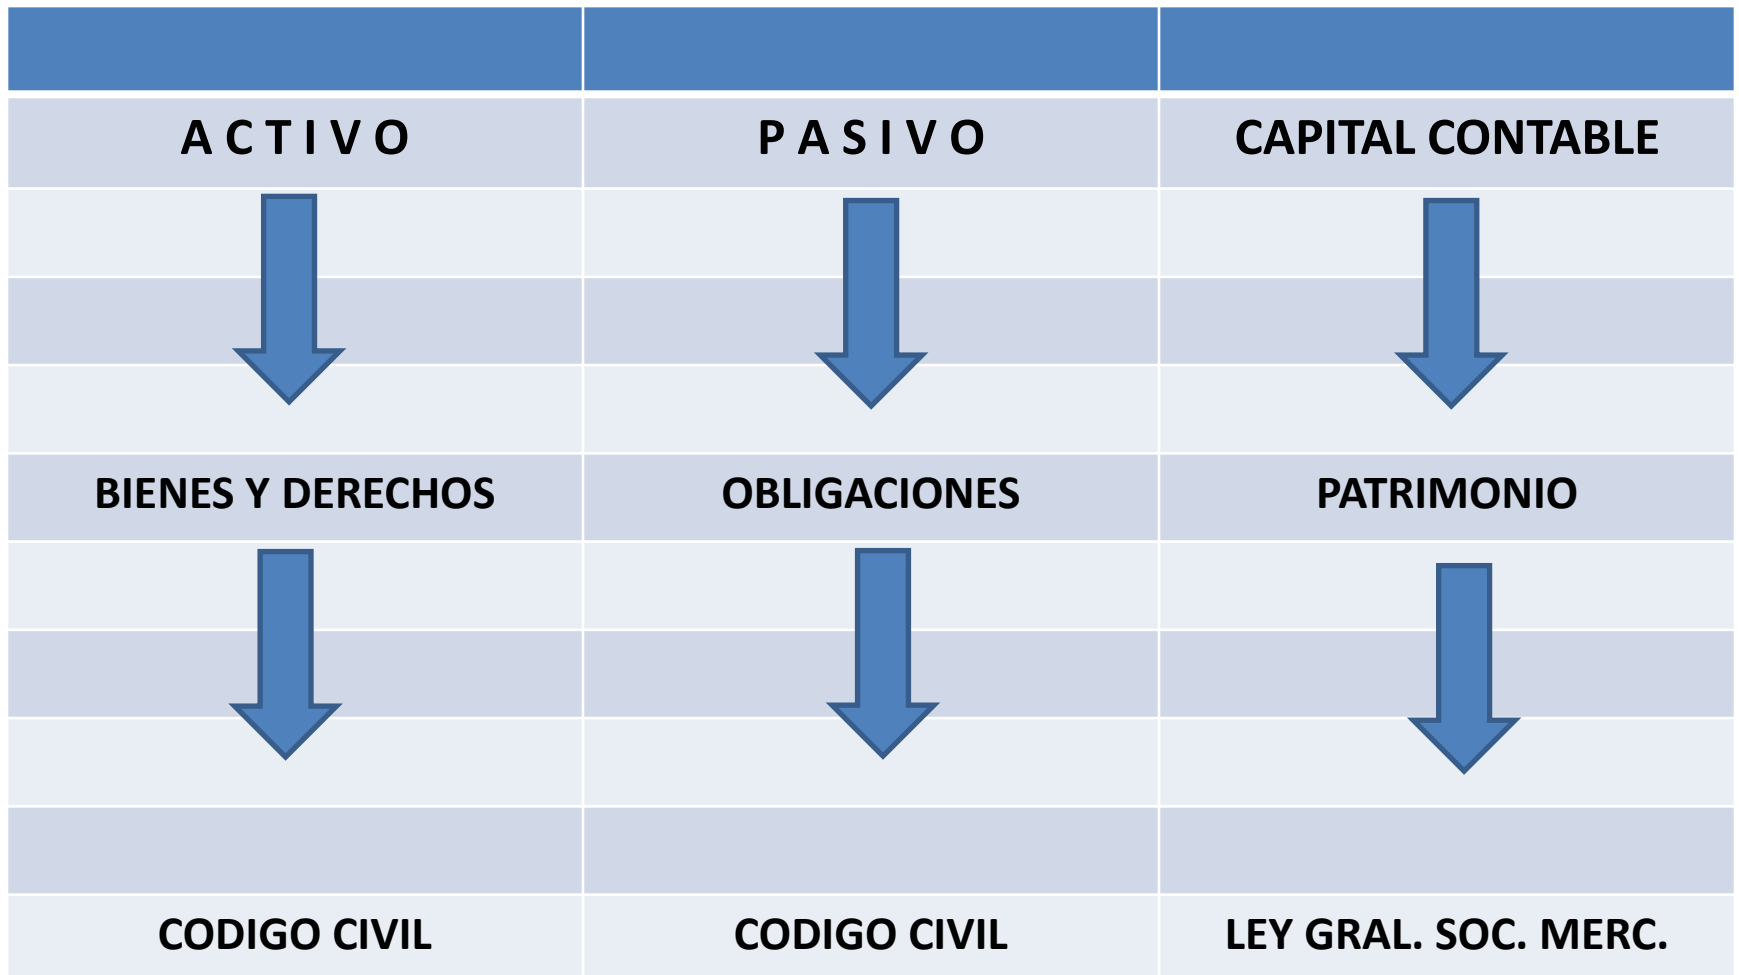 A C T I V O
P A S I V O
CAPITAL CONTABLE
BIENES Y DERECHOS
OBLIGACIONES
PATRIMONIO
CODIGO CIVIL
CODIGO CIVIL
LEY GRAL. SOC. MERC.